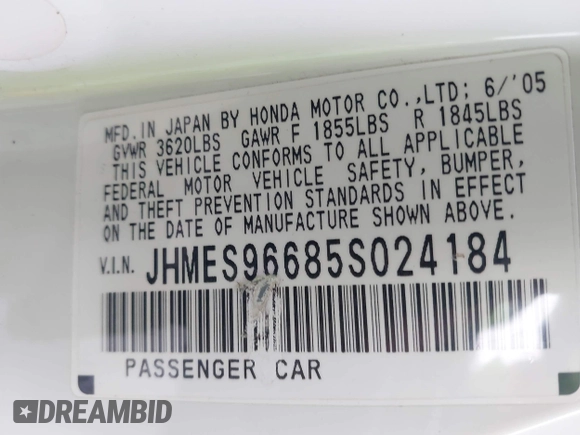 MFD. IN JAPAN BY HONDA MOTOR CO.,LTD: 6/'05
GVWR 3620LBS GAWR F 1855LBS R 1845LBS
THIS VEHICLE CONFORMS TO ALL APPLICABLE
FEDERAL MOTOR VEHICLE SAFETY, BUMPER,
AND THEFT PREVENTION STANDARDS IN EFFECT
ON THE DATE OF MANUFACTURE SHOWN ABOVE.
V.I.N. JHMES96685S024184
PASSENGER CAR
DREAMBID